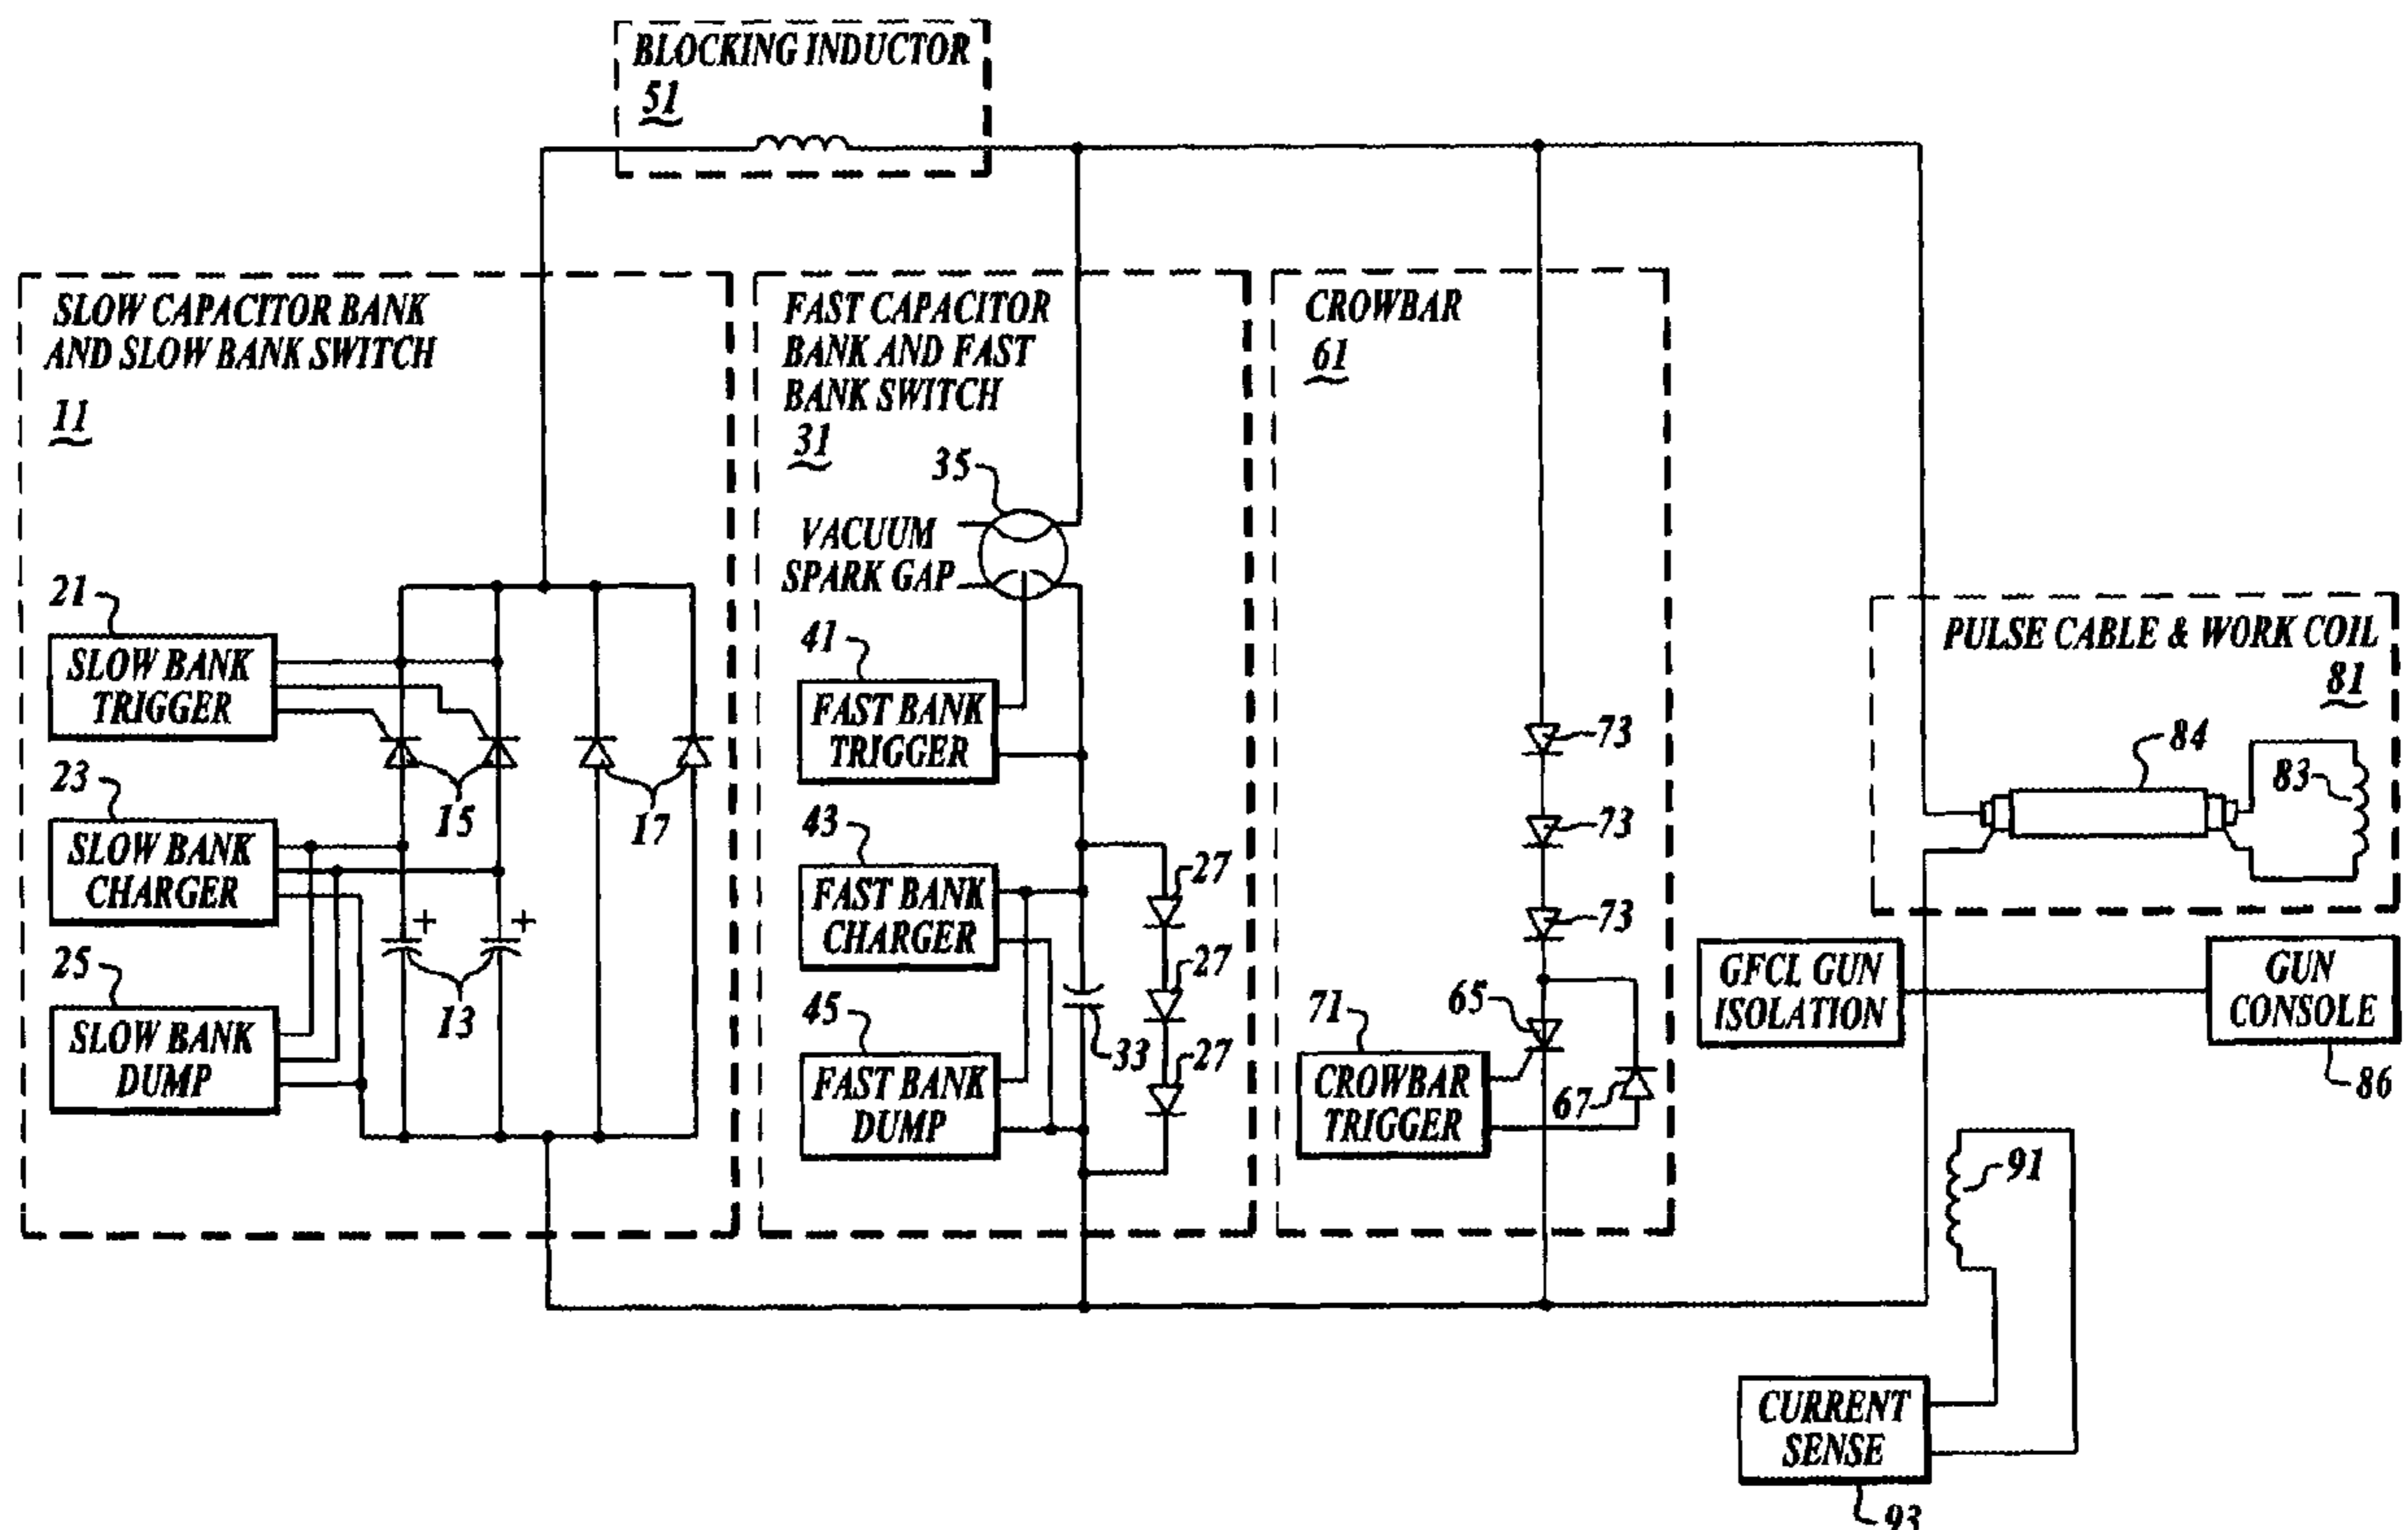 BLOCKING INDUCTOR
51
SLOW CAPACITOR BANK
AND SLOW BANK SWITCH
11
21
SLOW BANK
TRIGGER
23
SLOW BANK
CHARGER
25
SLOW BANK
DUMP
15
17
+
+
13
FAST CAPACITOR
BANK AND FAST
BANK SWITCH
31
35
VACUUM
SPARK GAP
41
FAST BANK
TRIGGER
43
FAST BANK
CHARGER
45
FAST BANK
DUMP
27
27
27
33
CROWBAR
61
73
73
73
65
71
CROWBAR
TRIGGER
67
PULSE CABLE & WORK COIL
81
84
83
GFCL GUN
ISOLATION
GUN
CONSOLE
86
91
CURRENT
SENSE
93